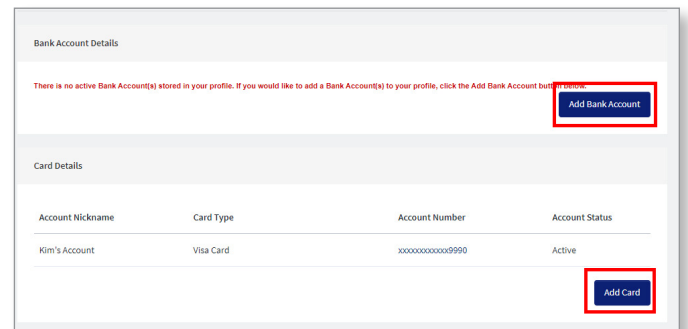 Bank Account Details
There is no active Bank Account(s) stored in your profile. If you would like to add a Bank Account(s) to your profile, click the Add Bank Account button below.
Add Bank Account
Card Details
Account Nickname Card Type Account Number Account Status
Kim's Account Visa Card xxxxxxxxxxxx9990 Active
Add Card